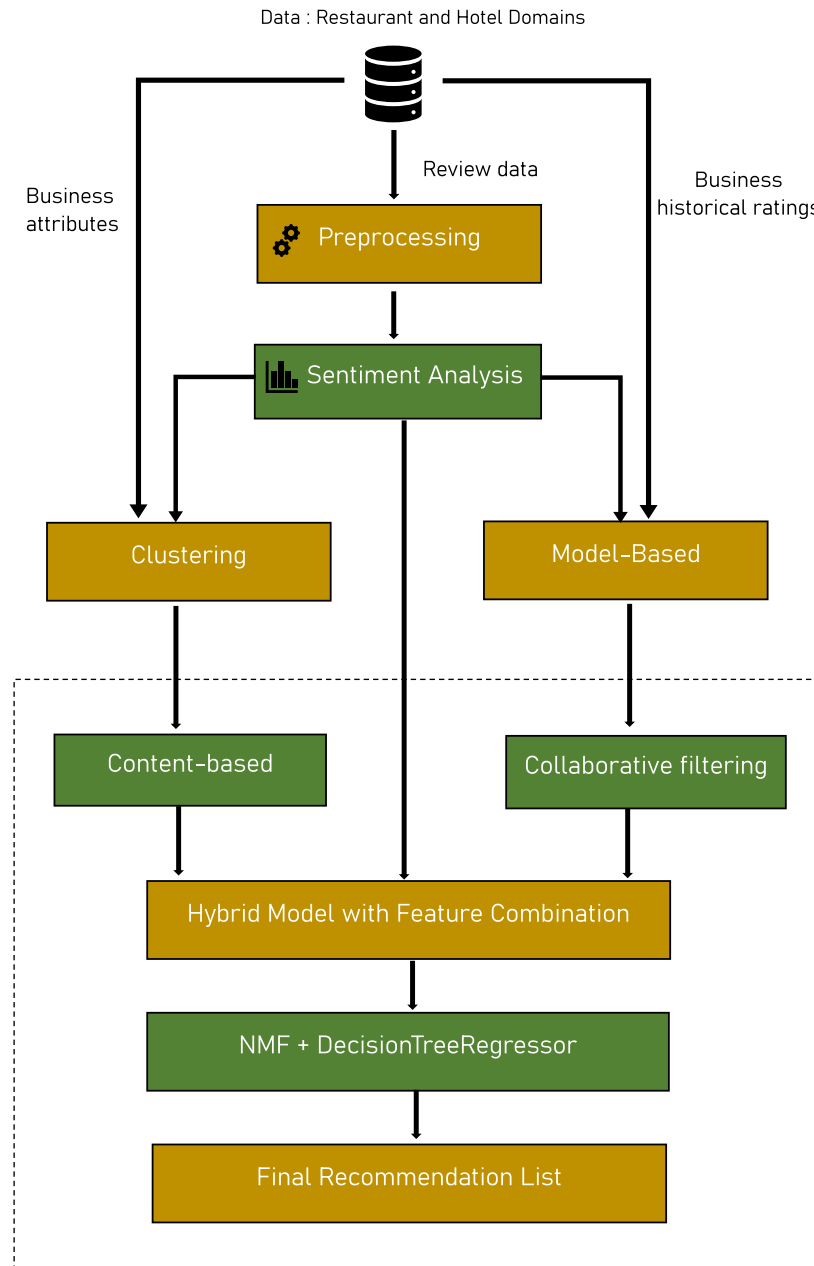 Data : Restaurant and Hotel Domains
Review data
Business
attributes
Business
historical ratings
Preprocessing
Sentiment Analysis
Clustering
Model-Based
Content-based
Collaborative filtering
Hybrid Model with Feature Combination
NMF + DecisionTreeRegressor
Final Recommendation List